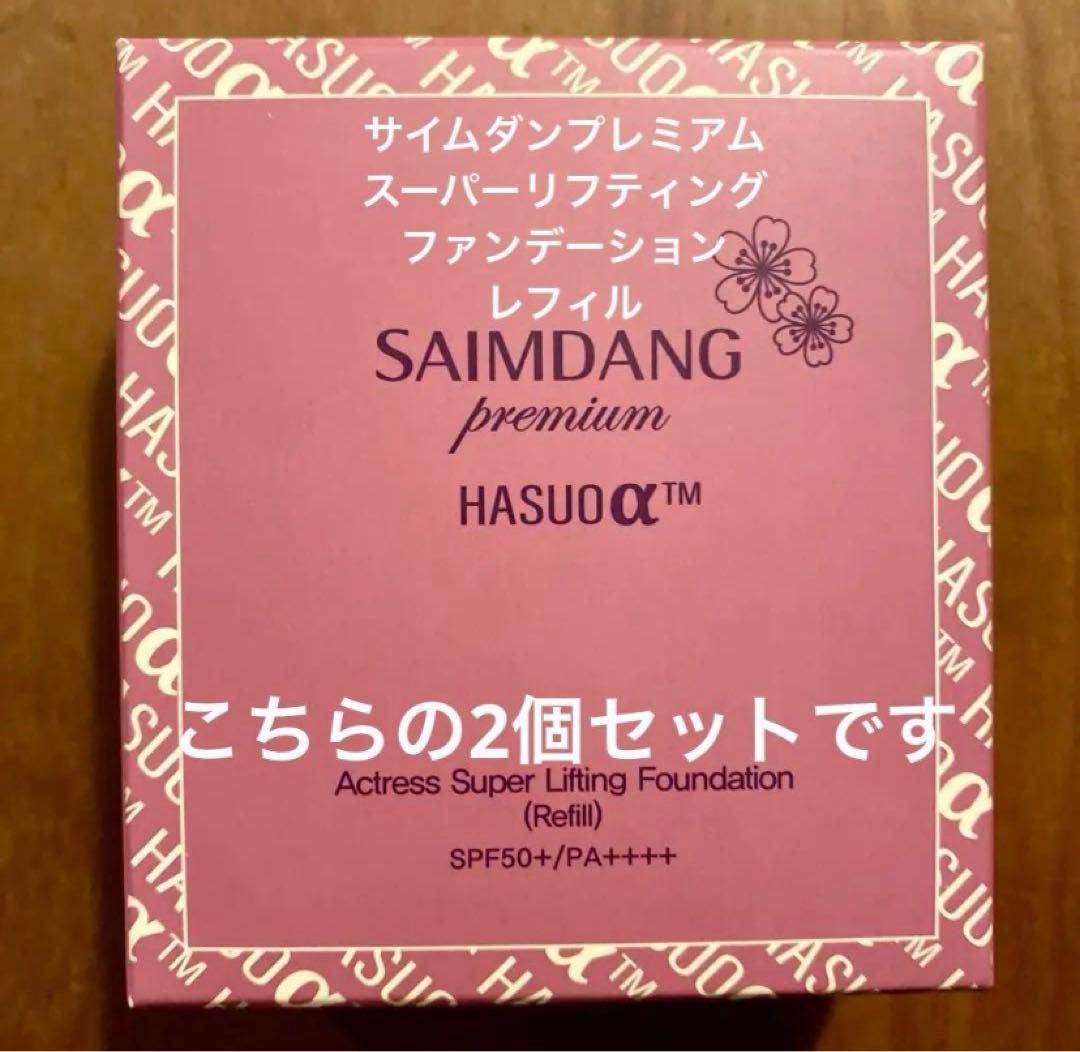 サイムダンプレミアム
スーパーリフティング
ファンデーション
レフィル
SAIMDANG
premium
HASUOα™
こちらの2個セットです
Actress Super Lifting Foundation
(Refill)
SPF50+/PA++++